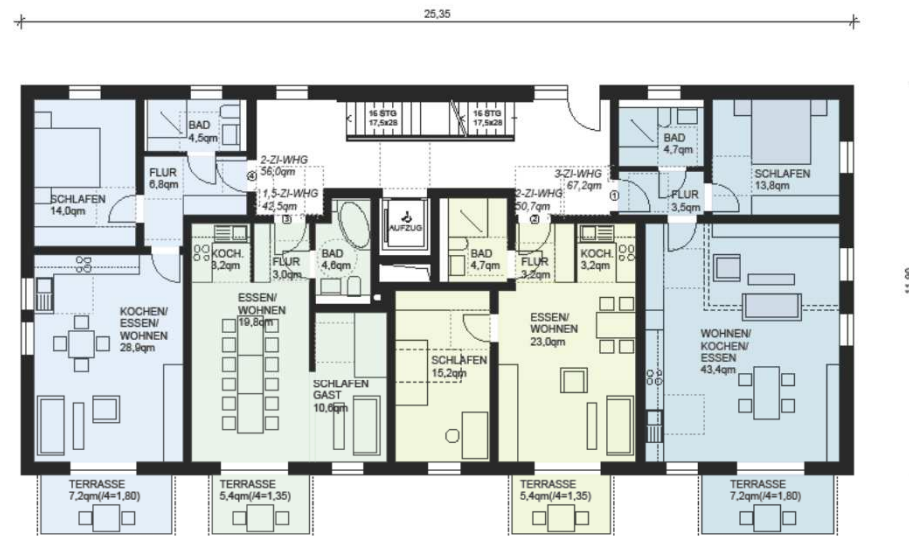 25,35
16 STG
17,5x28
16 STG
17,5x28
BAD
4,5qm
2-ZI-WHG
56,0qm
④
FLUR
6,8qm
SCHLAFEN
14,0qm
1,5-ZI-WHG
42,5qm
③
AUFZUG
3-ZI-WHG
67,2qm
①
2-ZI-WHG
50,7qm
②
BAD
4,7qm
SCHLAFEN
13,8qm
FLUR
3,5qm
KOCH.
3,2qm
FLUR
3,0qm
BAD
4,6qm
BAD
4,7qm
FLUR
3,2qm
KOCH.
3,2qm
KOCHEN/
ESSEN/
WOHNEN
28,9qm
ESSEN/
WOHNEN
19,8qm
SCHLAFEN
GAST
10,6qm
SCHLAFEN
15,2qm
ESSEN/
WOHNEN
23,0qm
WOHNEN/
KOCHEN/
ESSEN
43,4qm
TERRASSE
7,2qm(/4=1,80)
TERRASSE
5,4qm(/4=1,35)
TERRASSE
5,4qm(/4=1,35)
TERRASSE
7,2qm(/4=1,80)